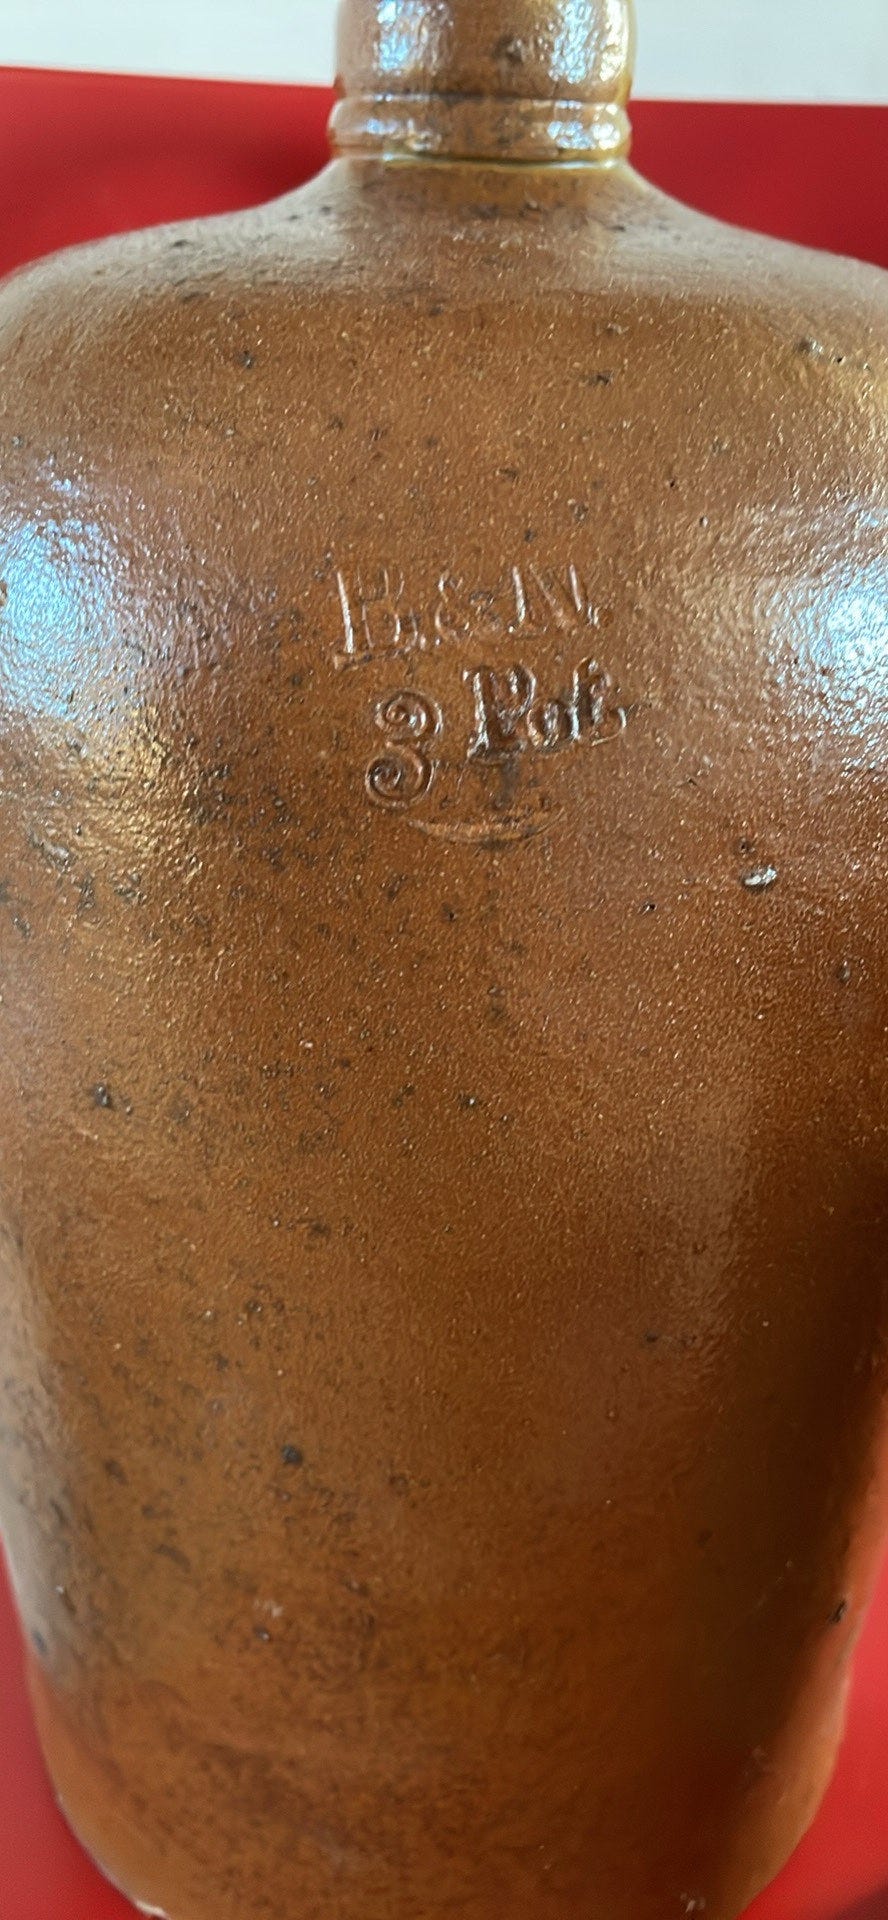 B. & N.
3 Pot.